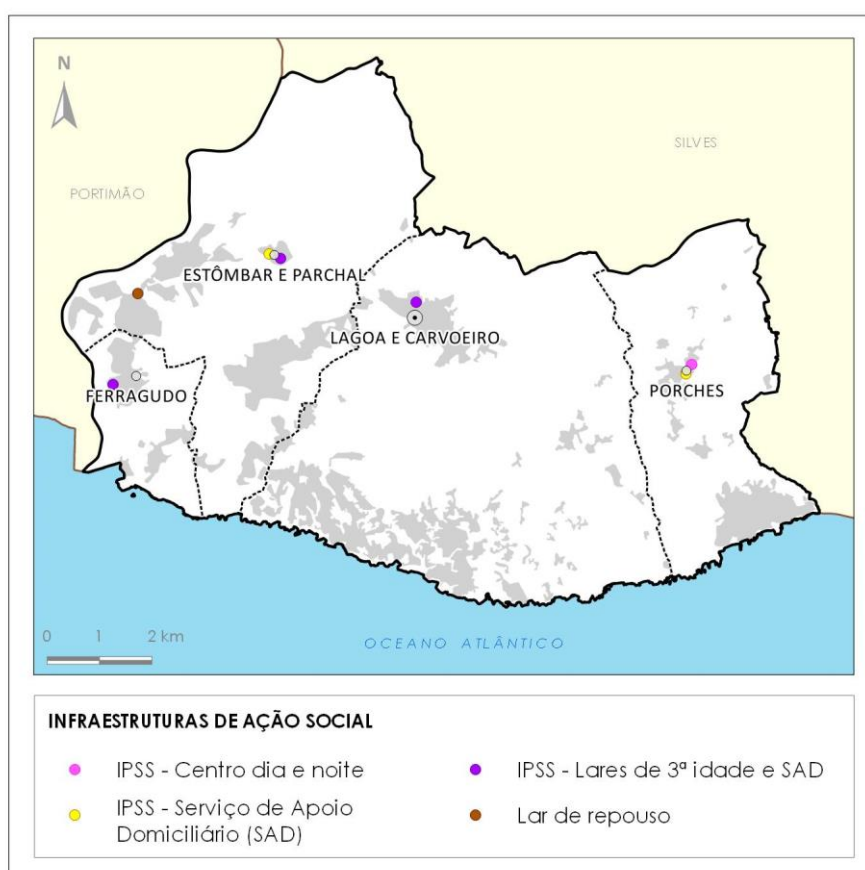 N
SILVES
PORTIMÃO
ESTÔMBAR E PARCHAL
LAGOA E CARVOEIRO
FERRAGUDO
PORCHES
0 1 2 km
OCEANO ATLÂNTICO
INFRAESTRUTURAS DE AÇÃO SOCIAL
IPSS - Centro dia e noite
IPSS - Serviço de Apoio
Domiciliário (SAD)
IPSS - Lares de 3ª idade e SAD
Lar de repouso